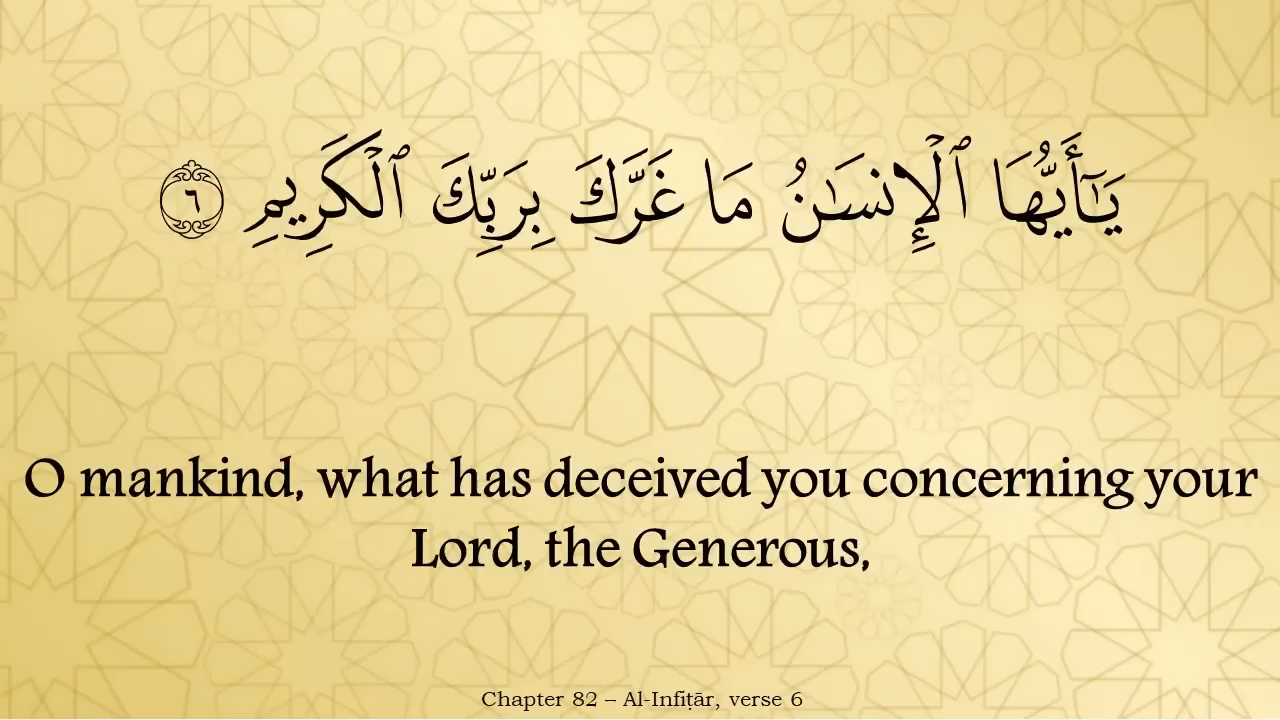 يَـٰٓأَيُّهَا ٱلْإِنسَـٰنُ مَا غَرَّكَ بِرَبِّكَ ٱلْكَرِيمِ ٦
O mankind, what has deceived you concerning your
Lord, the Generous,
Chapter 82 – Al-Infiṭār, verse 6